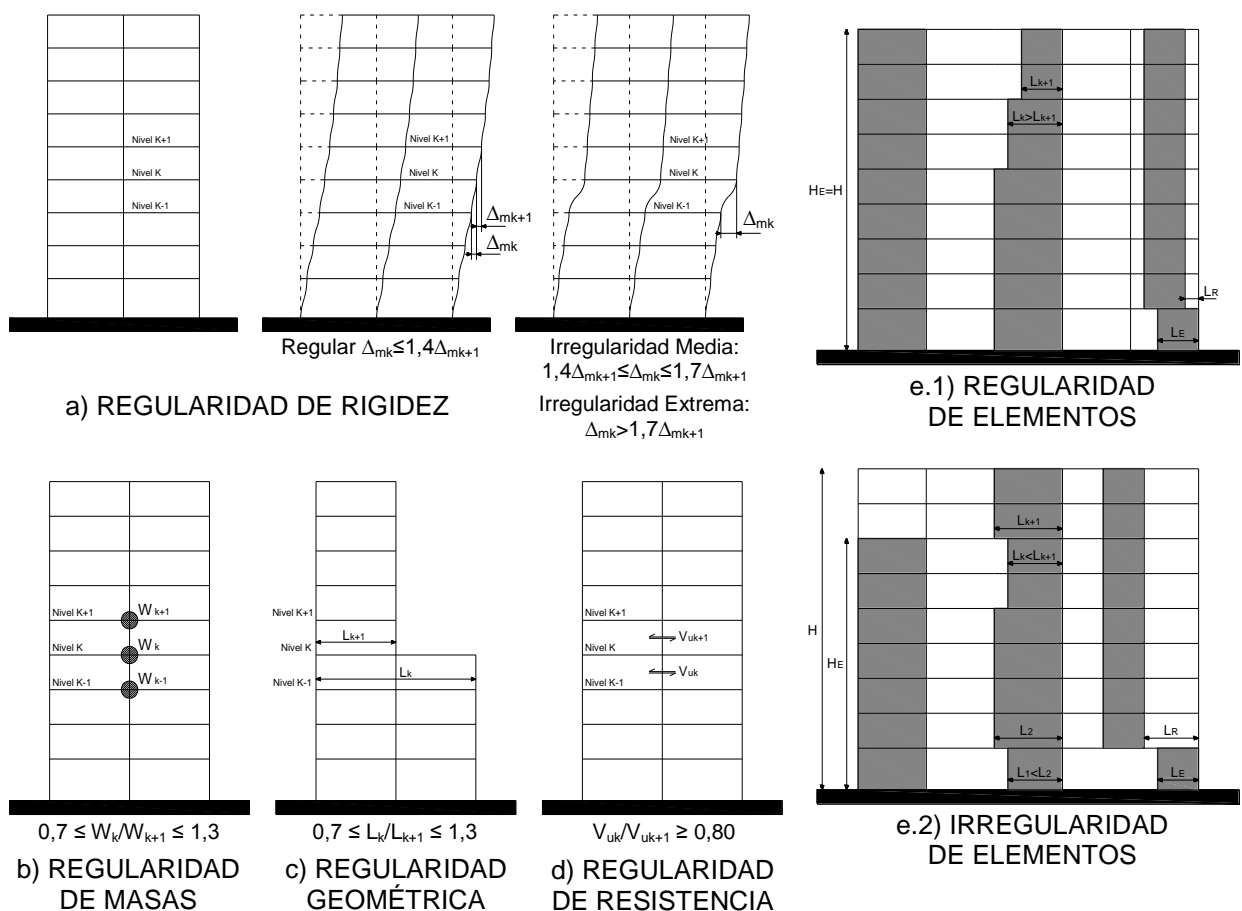 Nivel K+1
Nivel K
Nivel K-1
Nivel K+1
Nivel K
Nivel K-1
Δmk+1
Δmk
Regular Δmk≤1,4Δmk+1
Nivel K+1
Nivel K
Nivel K-1
Δmk
Irregularidad Media:
1,4Δmk+1≤Δmk≤1,7Δmk+1
Irregularidad Extrema:
Δmk>1,7Δmk+1
a) REGULARIDAD DE RIGIDEZ
Lk+1
Lk>Lk+1
HE=H
LR
LE
e.1) REGULARIDAD
DE ELEMENTOS
Nivel K+1
Nivel K
Nivel K-1
Wk+1
Wk
Wk-1
0,7 ≤ Wk/Wk+1 ≤ 1,3
b) REGULARIDAD
DE MASAS
Nivel K+1
Nivel K
Nivel K-1
Lk+1
Lk
0,7 ≤ Lk/Lk+1 ≤ 1,3
c) REGULARIDAD
GEOMÉTRICA
Nivel K+1
Nivel K
Nivel K-1
Vuk+1
Vuk
Vuk/Vuk+1 ≥ 0,80
d) REGULARIDAD
DE RESISTENCIA
Lk+1
Lk<Lk+1
H
HE
L2
LR
L1<L2
LE
e.2) IRREGULARIDAD
DE ELEMENTOS